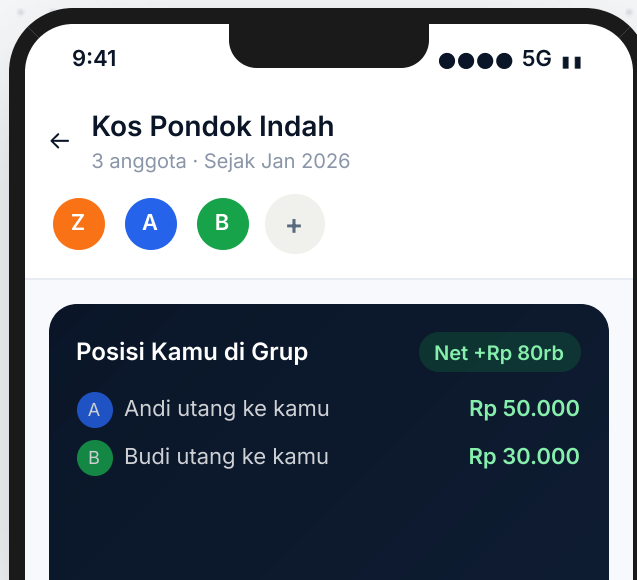 9:41
5G
←
Kos Pondok Indah
3 anggota · Sejak Jan 2026
Z A B +
Posisi Kamu di Grup
Net +Rp 80rb
A Andi utang ke kamu Rp 50.000
B Budi utang ke kamu Rp 30.000